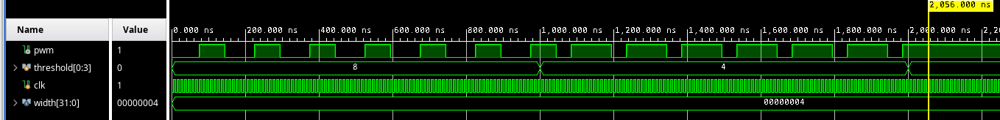 2,056.000 ns
Name Value 0.000 ns 200.000 ns 400.000 ns 600.000 ns 800.000 ns 1,000.000 ns 1,200.000 ns 1,400.000 ns 1,600.000 ns 1,800.000 ns 2,000.000 ns 2,2
pwm 1
threshold[0:3] 0 8 4
clk 1
width[31:0] 00000004 00000004